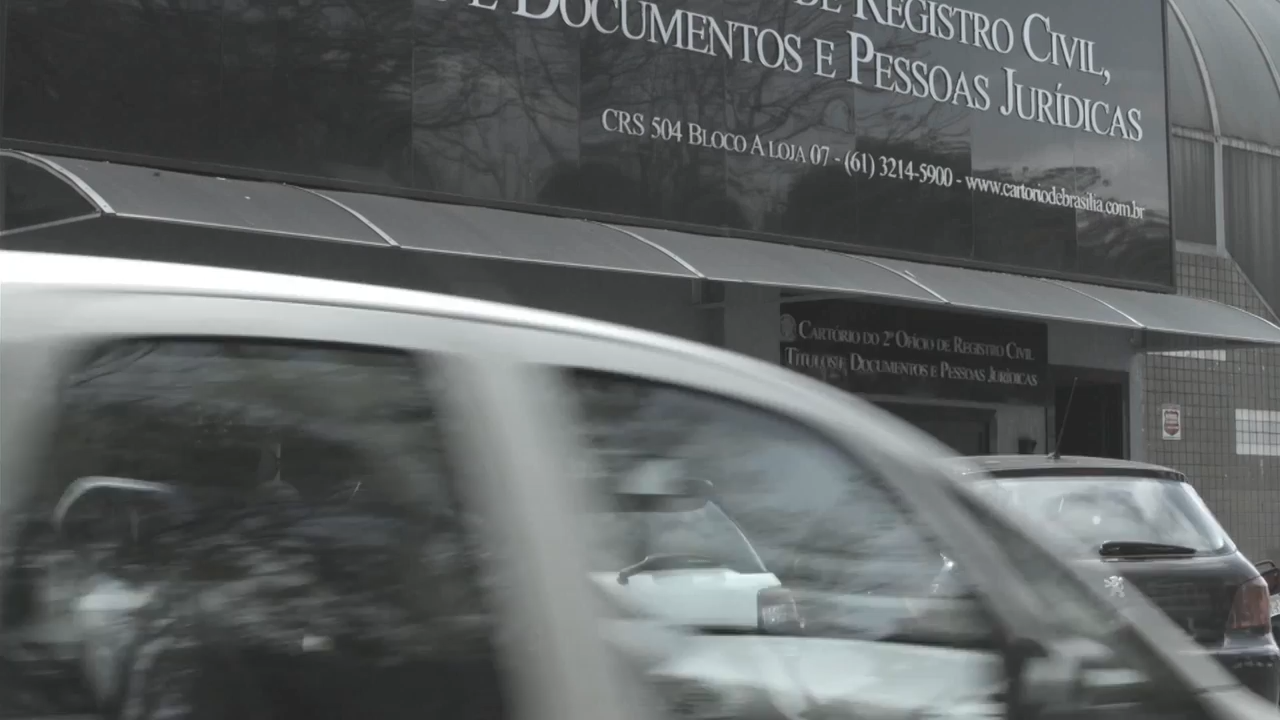 DE REGISTRO CIVIL,
E DOCUMENTOS E PESSOAS JURÍDICAS
CRS 504 BLOCO A LOJA 07 - (61) 3214-5900 - www.cartoriodebrasilia.com.br
CARTÓRIO DO 2º OFÍCIO DE REGISTRO CIVIL
TÍTULOS E DOCUMENTOS E PESSOAS JURÍDICAS